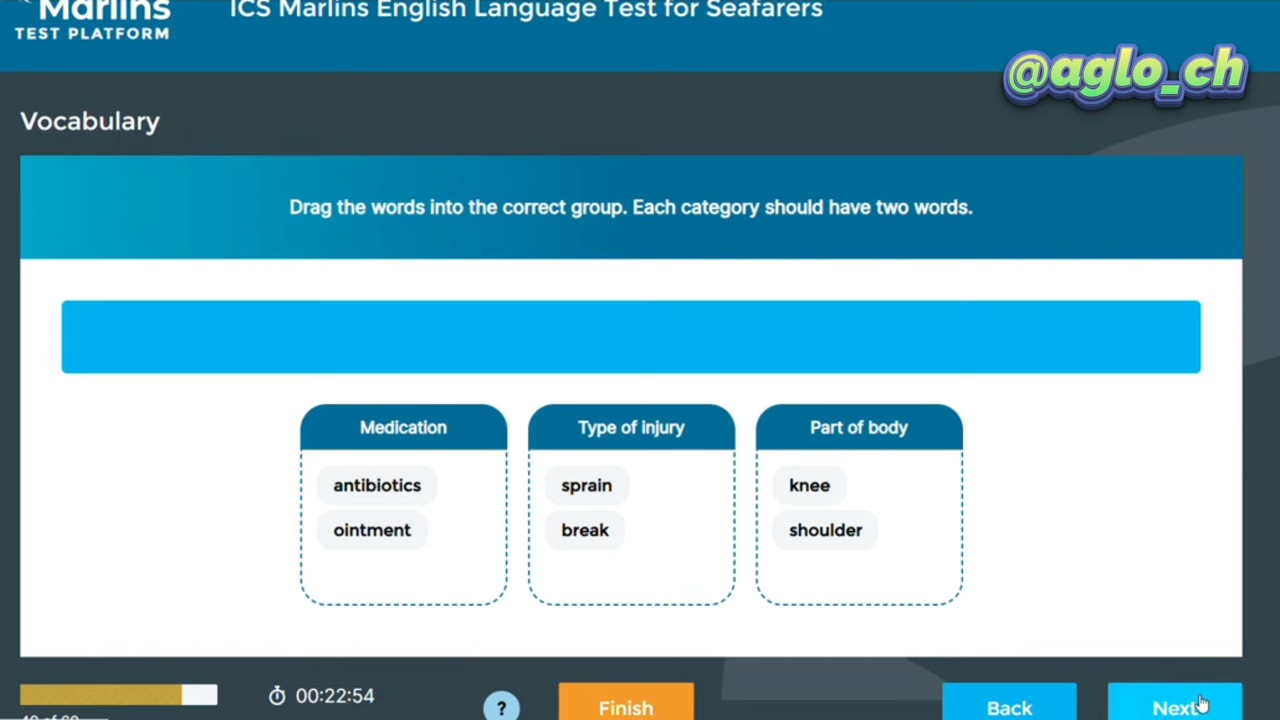 Marlins
TEST PLATFORM
ICS Marlins English Language Test for Seafarers
@aglo_ch
Vocabulary
Drag the words into the correct group. Each category should have two words.
Medication
antibiotics
ointment
Type of injury
sprain
break
Part of body
knee
shoulder
00:22:54
?
Finish
Back
Next